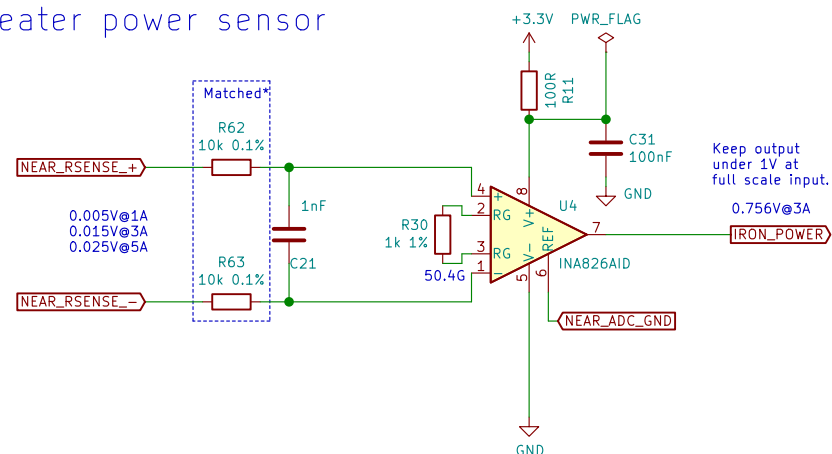 eater power sensor
+3.3V
PWR_FLAG
100R
R11
Matched*
R62
10k 0.1%
C31
100nF
Keep output
under 1V at
full scale input.
NEAR_RSENSE_+
GND
4
+
8
V+
U4
0.005V@1A
0.015V@3A
0.025V@5A
1nF
2
RG
R30
1k 1%
7
0.756V@3A
IRON_POWER
REF
3
RG
R63
10k 0.1%
C21
50.4G
1
-
V-
5
6
INA826AID
NEAR_RSENSE_-
NEAR_ADC_GND
GND